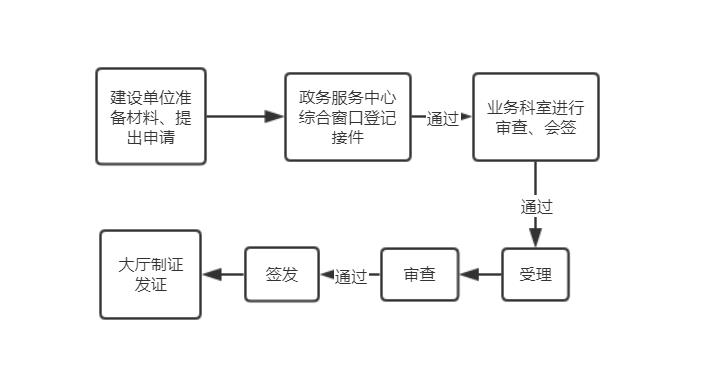 建设单位准
备材料、提
出申请
政务服务中心
综合窗口登记
接件
通过
业务科室进行
审查、会签
通过
受理
审查
通过
签发
大厅制证
发证